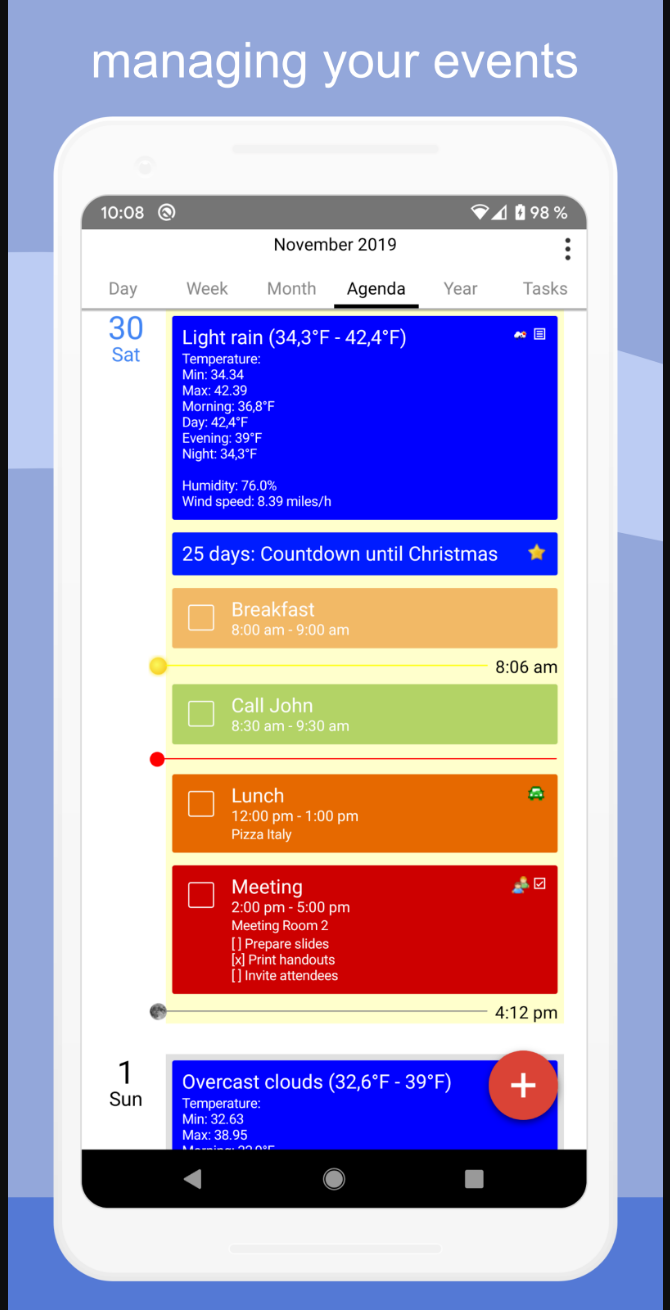 managing your events
10:08 98 %
November 2019
Day Week Month Agenda Year Tasks
30
Sat
Light rain (34,3°F - 42,4°F)
Temperature:
Min: 34.34
Max: 42.39
Morning: 36,8°F
Day: 42,4°F
Evening: 39°F
Night: 34,3°F
Humidity: 76.0%
Wind speed: 8.39 miles/h
25 days: Countdown until Christmas
Breakfast
8:00 am - 9:00 am
8:06 am
Call John
8:30 am - 9:30 am
Lunch
12:00 pm - 1:00 pm
Pizza Italy
Meeting
2:00 pm - 5:00 pm
Meeting Room 2
[ ] Prepare slides
[x] Print handouts
[ ] Invite attendees
4:12 pm
1
Sun
Overcast clouds (32,6°F - 39°F)
Temperature:
Min: 32.63
Max: 38.95